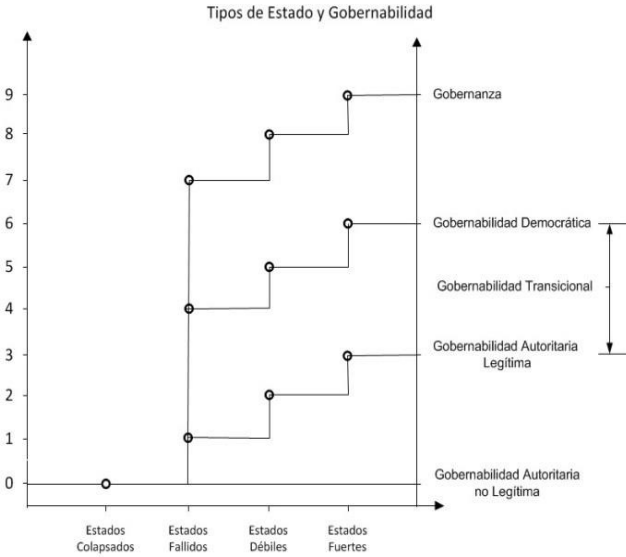 Tipos de Estado y Gobernabilidad
9
8
7
6
5
4
3
2
1
0
Gobernanza
Gobernabilidad Democrática
Gobernabilidad Transicional
Gobernabilidad Autoritaria
Legítima
Gobernabilidad Autoritaria
no Legítima
Estados
Colapsados
Estados
Fallidos
Estados
Débiles
Estados
Fuertes